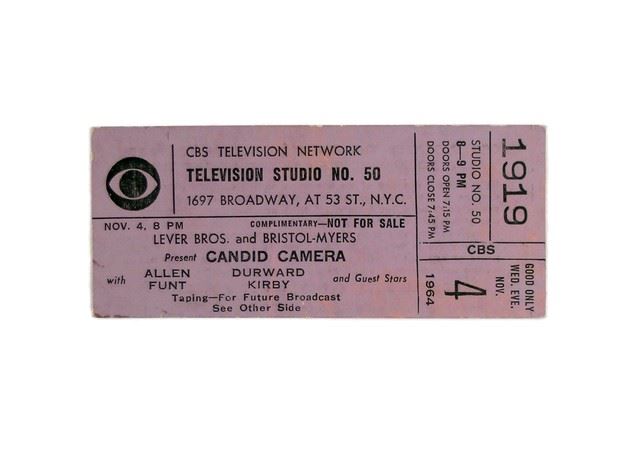 CBS TELEVISION NETWORK
TELEVISION STUDIO NO. 50
1697 BROADWAY, AT 53 ST., N.Y.C.
NOV. 4, 8 PM
COMPLIMENTARY—NOT FOR SALE
LEVER BROS. and BRISTOL-MYERS
Present CANDID CAMERA
with ALLEN FUNT DURWARD KIRBY and Guest Stars
Taping—For Future Broadcast
See Other Side
1919
STUDIO NO. 50
8—9 PM
DOORS OPEN 7:15 PM
DOORS CLOSE 7:45 PM
CBS
GOOD ONLY
WED. EVE.
NOV.
4
1964